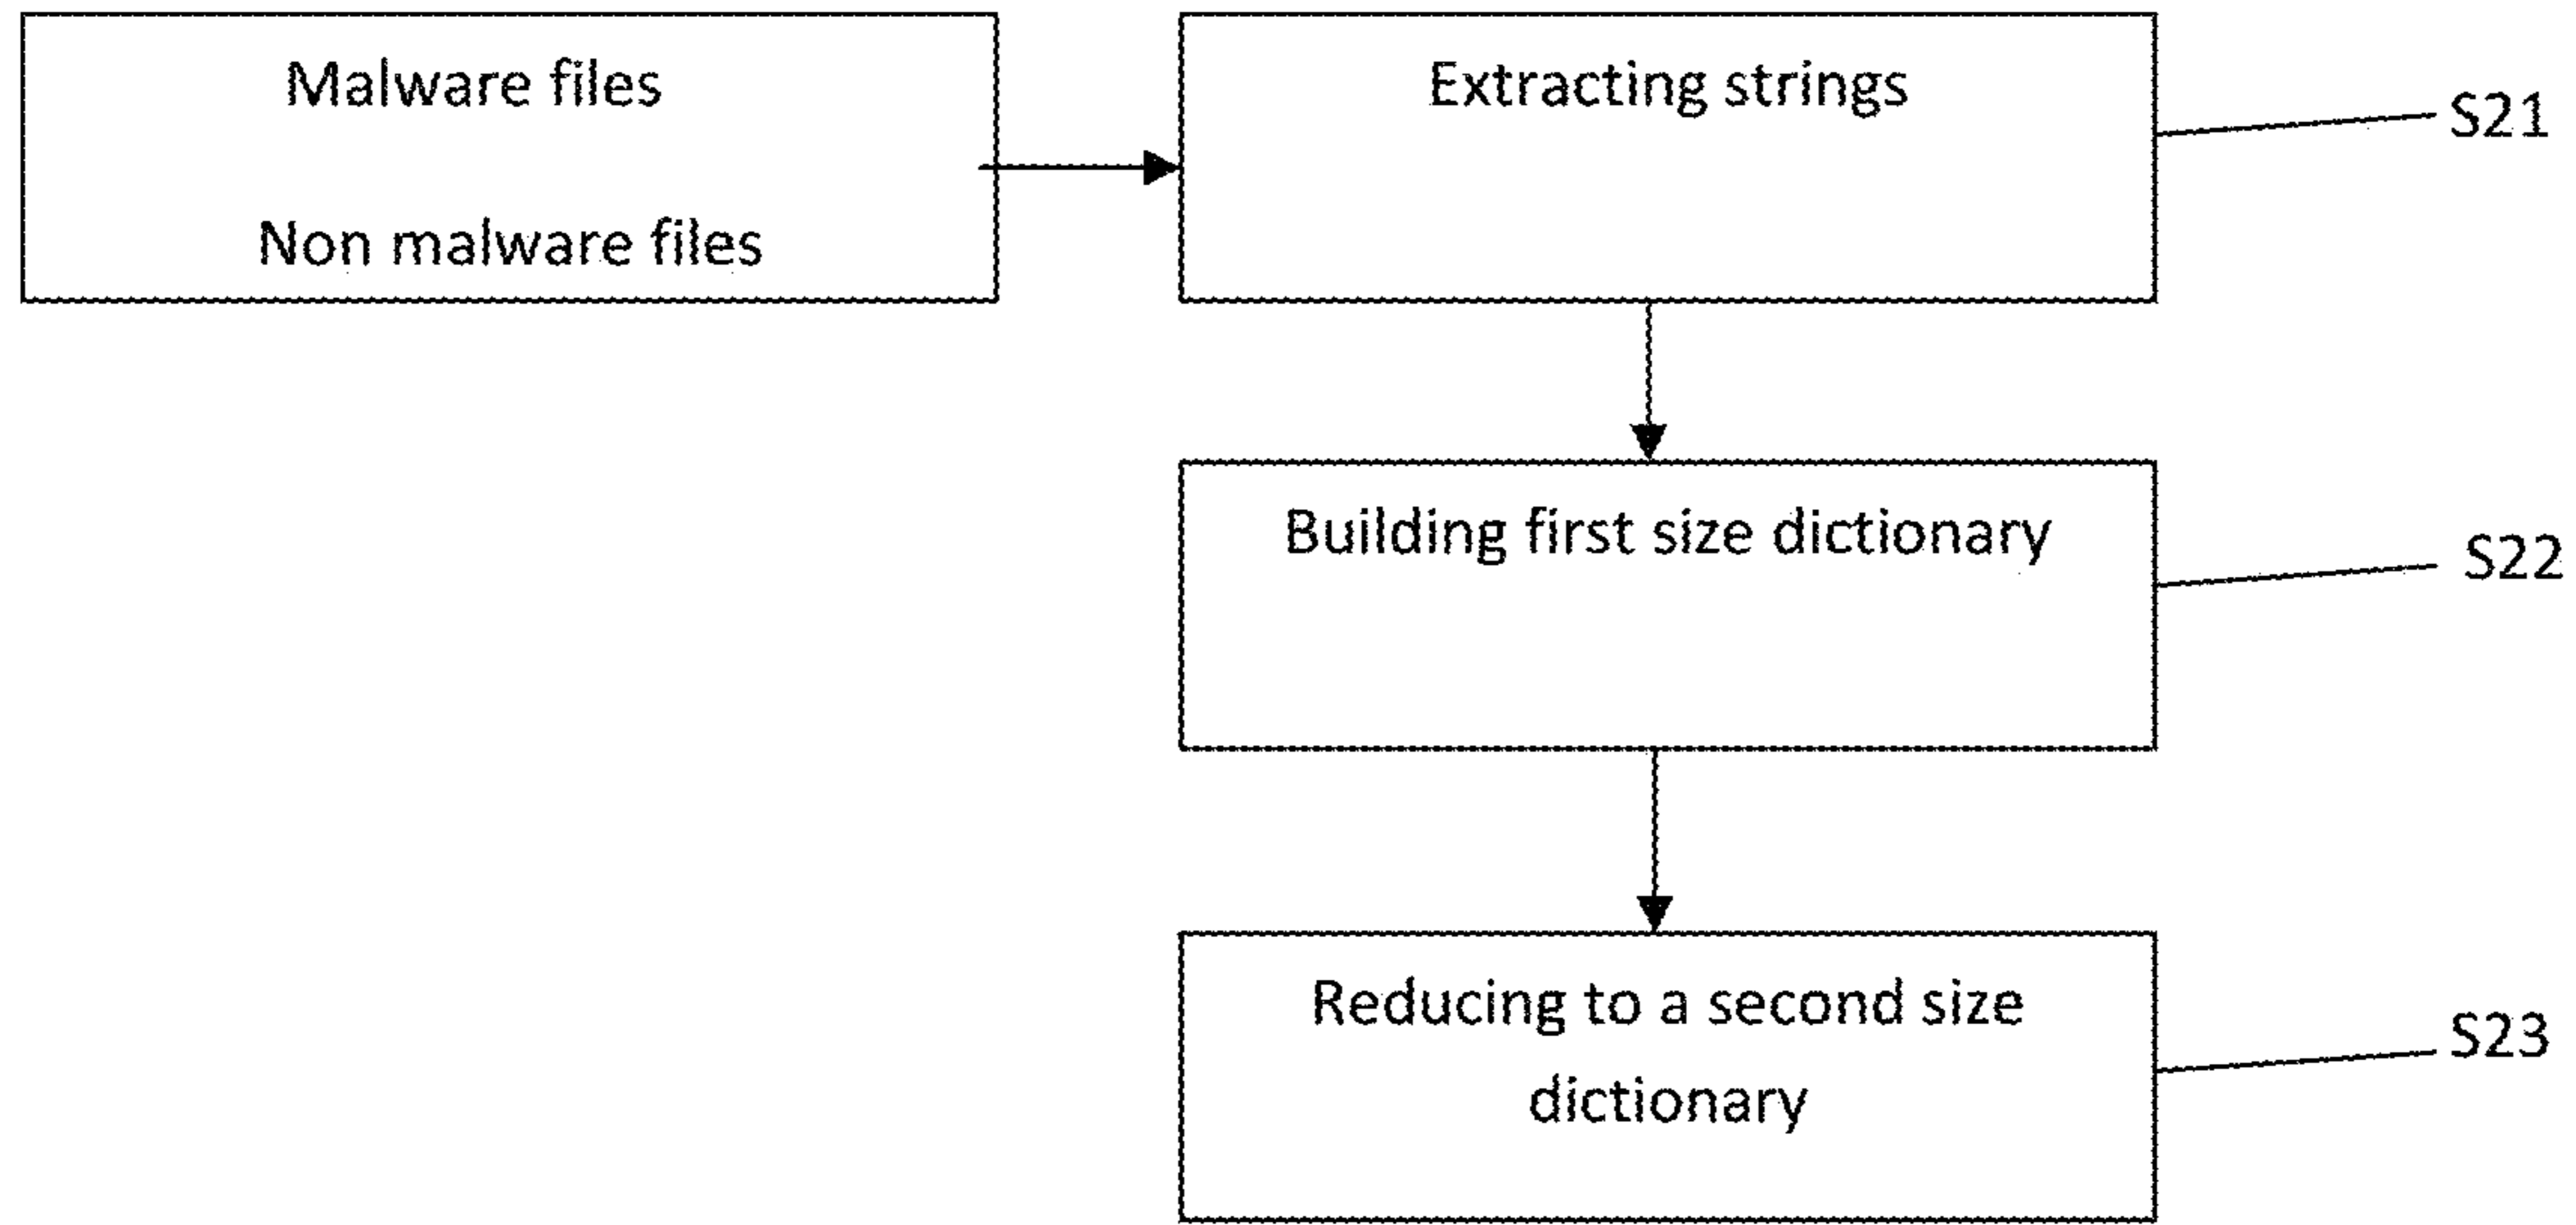 Malware files
Non malware files
Extracting strings
S21
Building first size dictionary
S22
Reducing to a second size
dictionary
S23